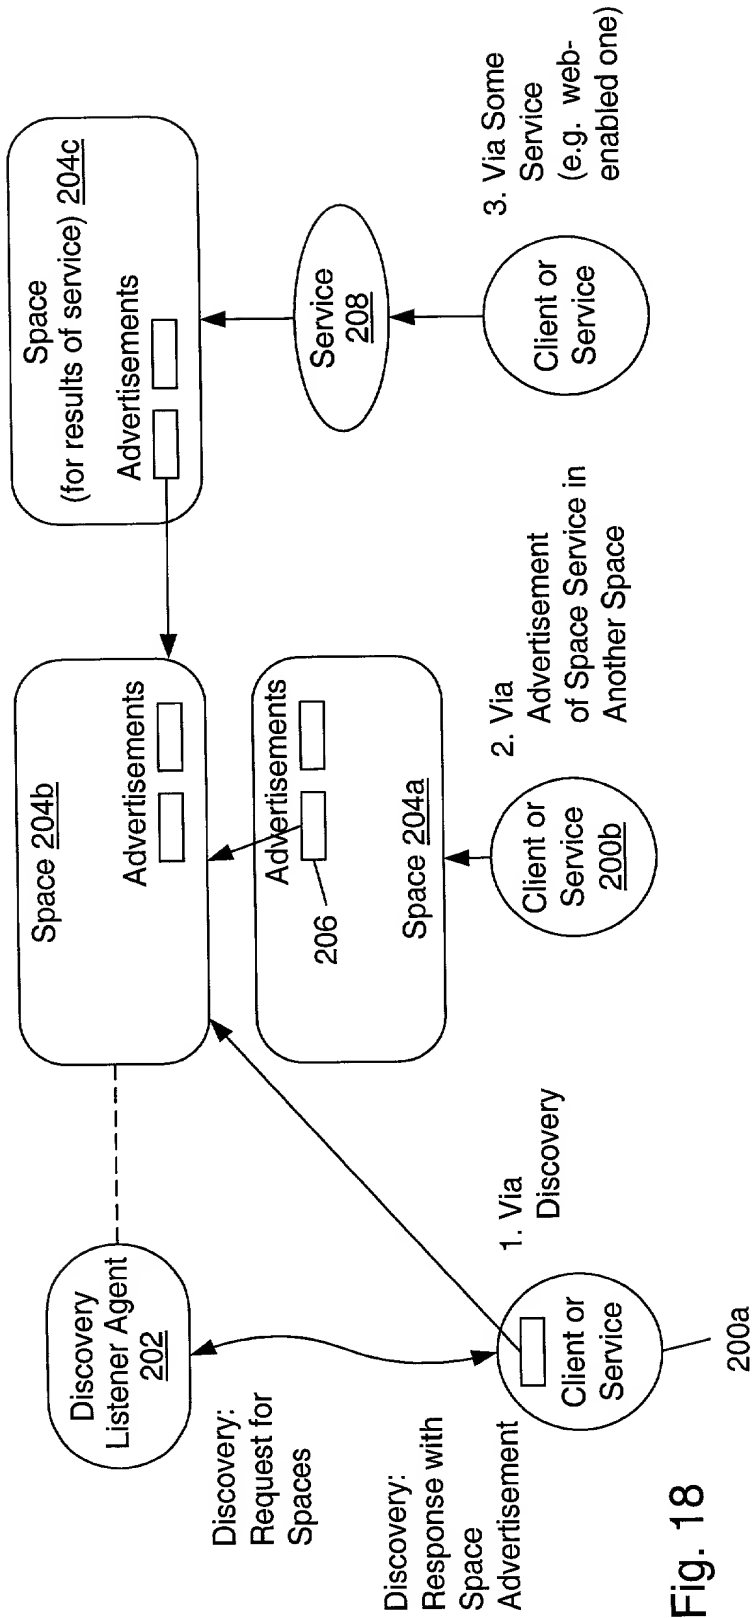 Discovery
Listener Agent
202
Discovery:
Request for
Spaces
Discovery:
Response with
Space
Advertisement
Client or
Service
200a
1. Via
Discovery
Space 204b
Advertisements
Advertisements
206
Space 204a
Client or
Service
200b
2. Via
Advertisement
of Space Service in
Another Space
Space
(for results of service) 204c
Advertisements
Service
208
Client or
Service
3. Via Some
Service
(e.g. web-
enabled one)
Fig. 18